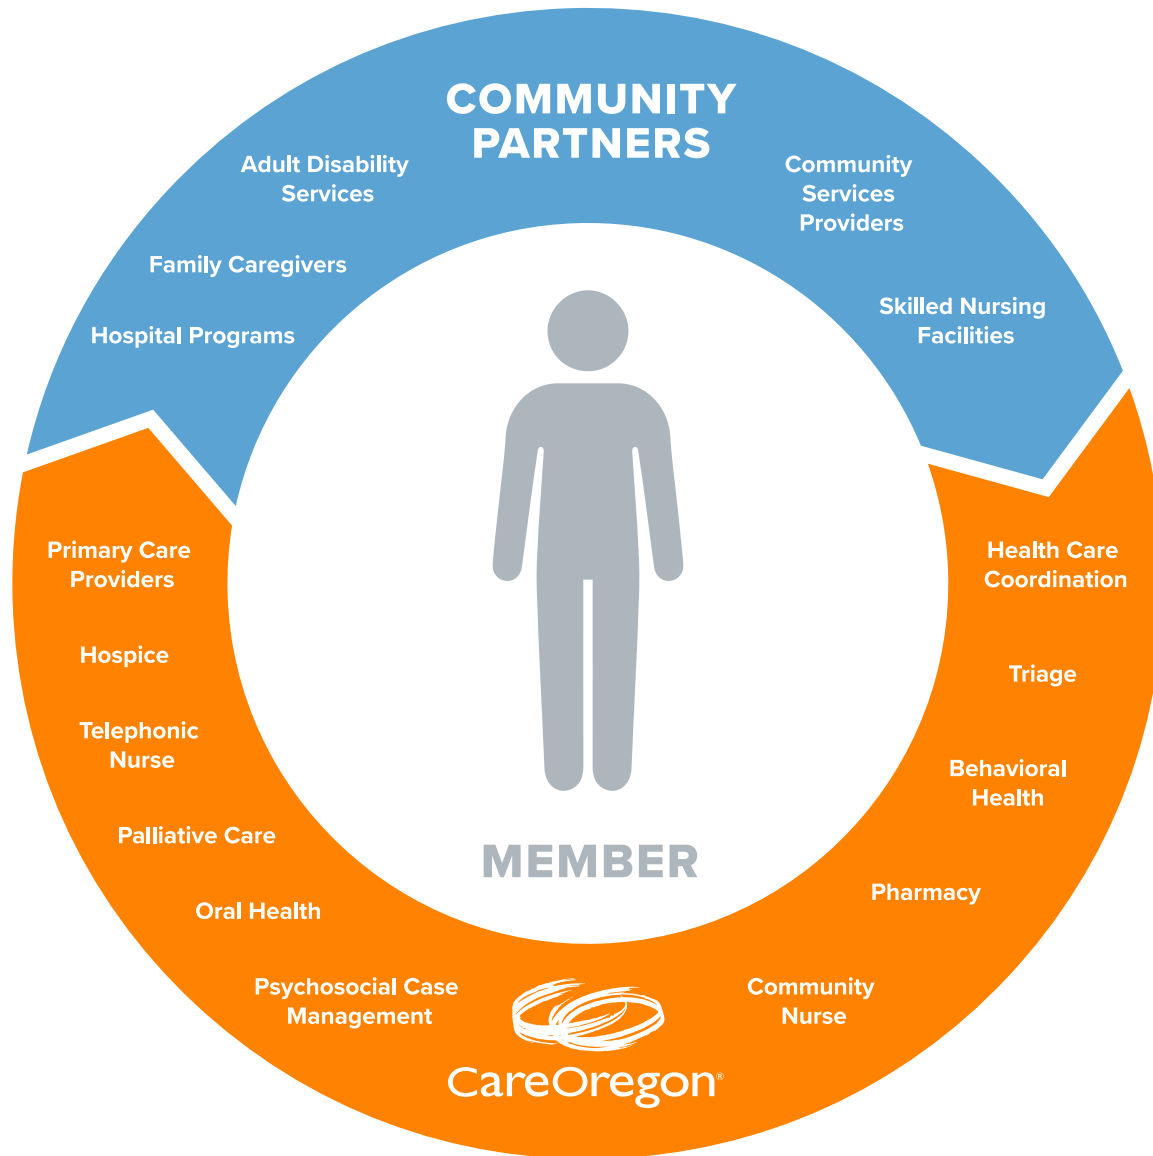 COMMUNITY
PARTNERS
Adult Disability
Services
Family Caregivers
Hospital Programs
Community
Services
Providers
Skilled Nursing
Facilities
Primary Care
Providers
Hospice
Telephonic
Nurse
Palliative Care
Oral Health
Psychosocial Case
Management
Health Care
Coordination
Triage
Behavioral
Health
Pharmacy
Community
Nurse
MEMBER
CareOregon®